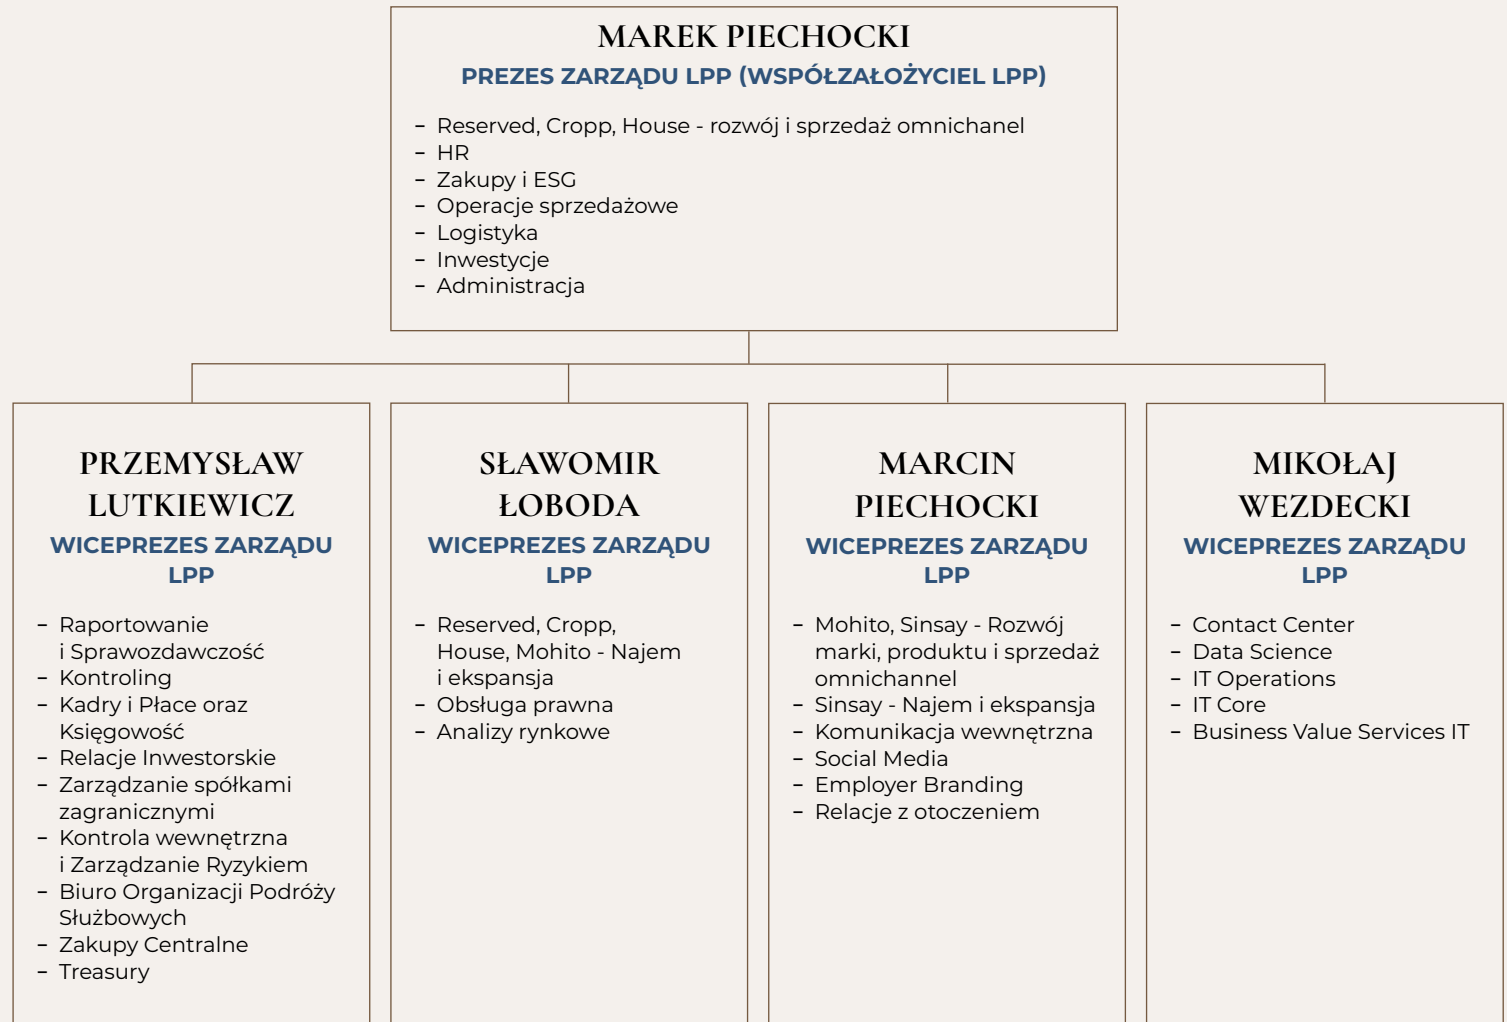 MAREK PIECHOCKI
PREZES ZARZĄDU LPP (WSPÓŁZAŁOŻYCIEL LPP)
– Reserved, Cropp, House - rozwój i sprzedaż omnichanel
– HR
– Zakupy i ESG
– Operacje sprzedażowe
– Logistyka
– Inwestycje
– Administracja
PRZEMYSŁAW
LUTKIEWICZ
WICEPREZES ZARZĄDU
LPP
– Raportowanie
i Sprawozdawczość
– Kontroling
– Kadry i Płace oraz
Księgowość
– Relacje Inwestorskie
– Zarządzanie spółkami
zagranicznymi
– Kontrola wewnętrzna
i Zarządzanie Ryzykiem
– Biuro Organizacji Podróży
Służbowych
– Zakupy Centralne
– Treasury
SŁAWOMIR
ŁOBODA
WICEPREZES ZARZĄDU
LPP
– Reserved, Cropp,
House, Mohito - Najem
i ekspansja
– Obsługa prawna
– Analizy rynkowe
MARCIN
PIECHOCKI
WICEPREZES ZARZĄDU
LPP
– Mohito, Sinsay - Rozwój
marki, produktu i sprzedaż
omnichannel
– Sinsay - Najem i ekspansja
– Komunikacja wewnętrzna
– Social Media
– Employer Branding
– Relacje z otoczeniem
MIKOŁAJ
WEZDECKI
WICEPREZES ZARZĄDU
LPP
– Contact Center
– Data Science
– IT Operations
– IT Core
– Business Value Services IT